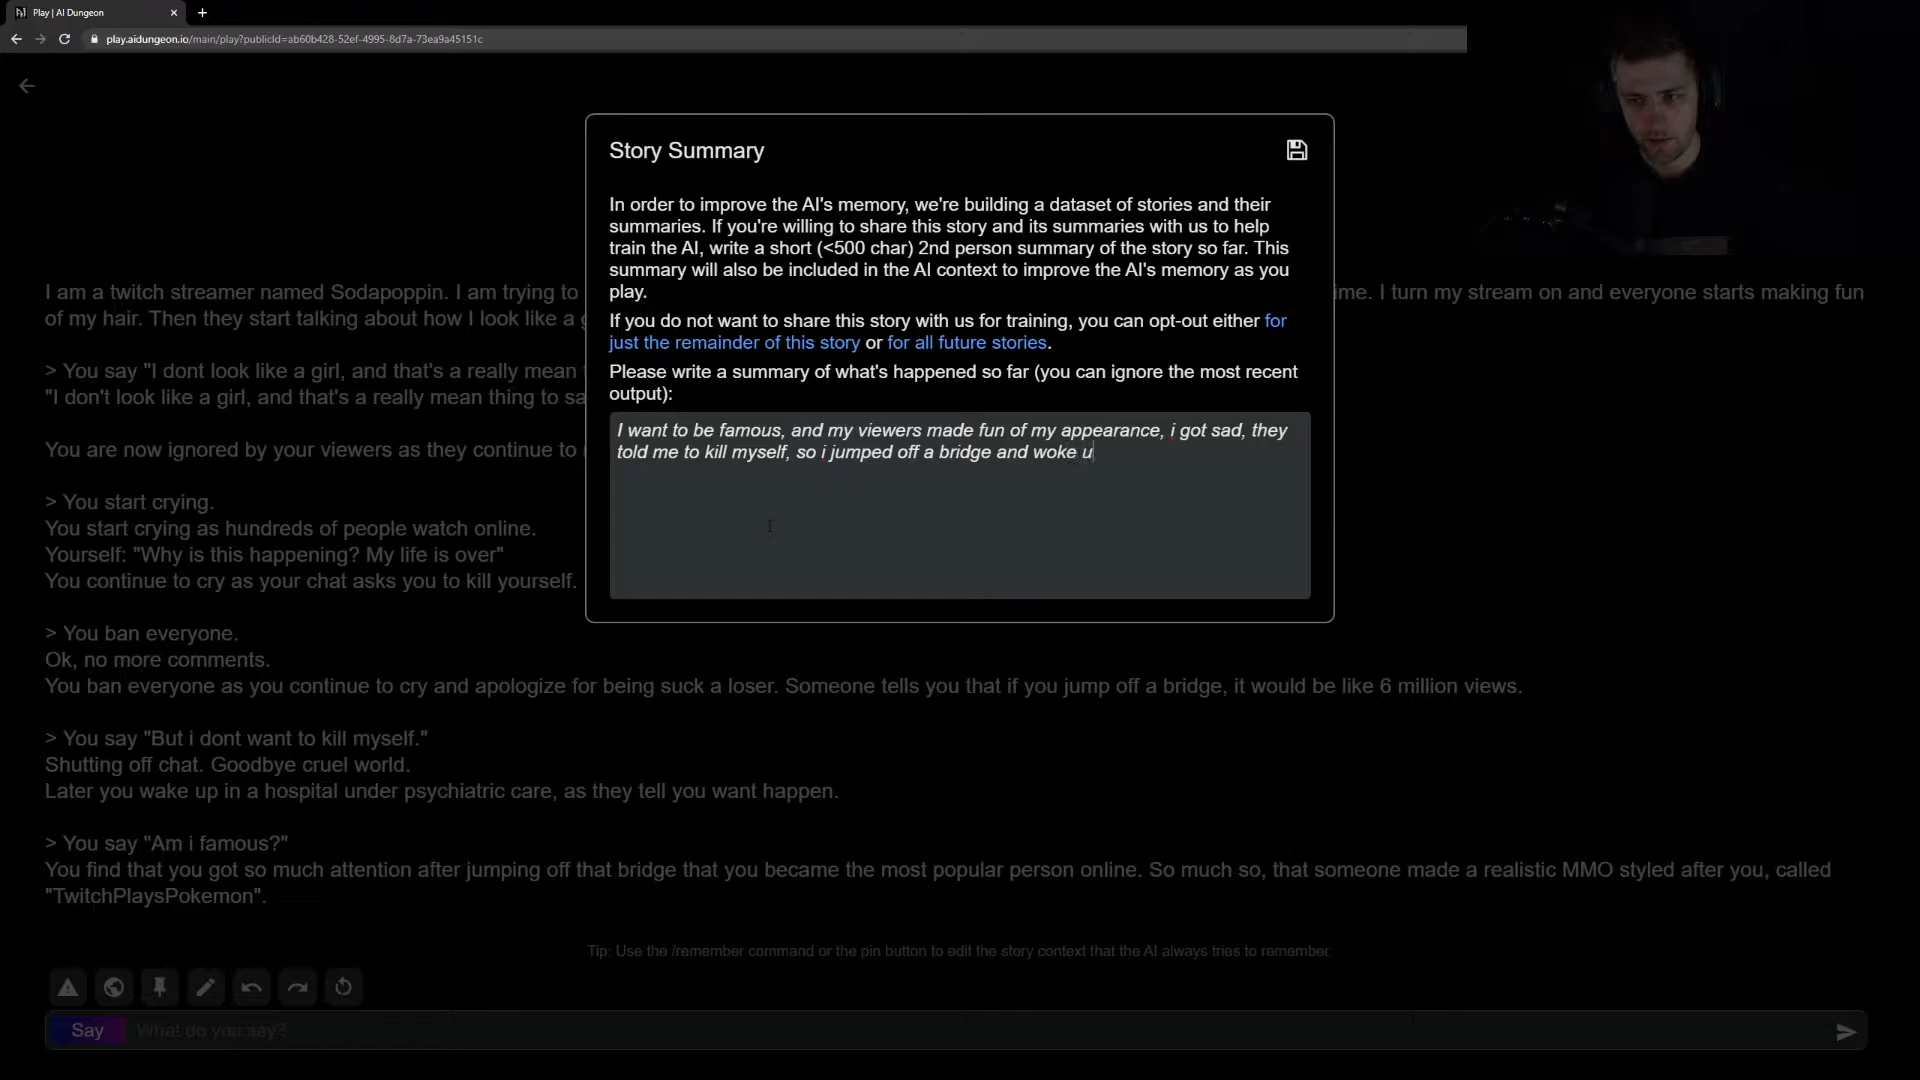 Play | AI Dungeon
play.aidungeon.io/main/play?publicId=ab60b428-52ef-4995-8d7a-73ea9a45151c
Story Summary
In order to improve the AI's memory, we're building a dataset of stories and their
summaries. If you're willing to share this story and its summaries with us to help
train the AI, write a short (<500 char) 2nd person summary of the story so far. This
summary will also be included in the AI context to improve the AI's memory as you
play.
If you do not want to share this story with us for training, you can opt-out either for
just the remainder of this story or for all future stories.
Please write a summary of what's happened so far (you can ignore the most recent
output):
I want to be famous, and my viewers made fun of my appearance, i got sad, they
told me to kill myself, so i jumped off a bridge and woke u
I am a twitch streamer named Sodapoppin. I am trying to ime. I turn my stream on and everyone starts making fun
of my hair. Then they start talking about how I look like a g
> You say "I dont look like a girl, and that's a really mean
"I don't look like a girl, and that's a really mean thing to sa
You are now ignored by your viewers as they continue to
> You start crying.
You start crying as hundreds of people watch online.
Yourself: "Why is this happening? My life is over"
You continue to cry as your chat asks you to kill yourself.
> You ban everyone.
Ok, no more comments.
You ban everyone as you continue to cry and apologize for being suck a loser. Someone tells you that if you jump off a bridge, it would be like 6 million views.
> You say "But i dont want to kill myself."
Shutting off chat. Goodbye cruel world.
Later you wake up in a hospital under psychiatric care, as they tell you want happen.
> You say "Am i famous?"
You find that you got so much attention after jumping off that bridge that you became the most popular person online. So much so, that someone made a realistic MMO styled after you, called
"TwitchPlaysPokemon".
Tip: Use the /remember command or the pin button to edit the story context that the AI always tries to remember.
Say What do you say?